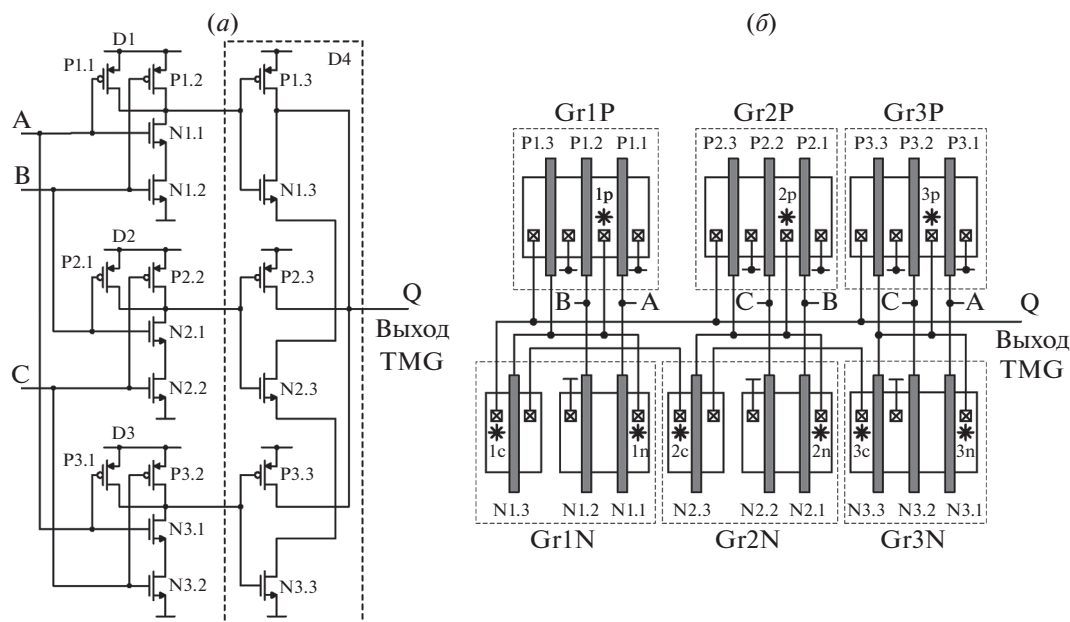 (а)
D1
D4
P1.1
P1.2
P1.3
A
N1.1
B
N1.2
N1.3
D2
P2.1
P2.2
P2.3
Q
Выход
TMG
N2.1
C
N2.2
N2.3
D3
P3.1
P3.2
P3.3
N3.1
N3.2
N3.3
(б)
Gr1P Gr2P Gr3P
P1.3 P1.2 P1.1 P2.3 P2.2 P2.1 P3.3 P3.2 P3.1
1p 2p 3p
B A C B C A Q
Выход
TMG
1c 1n 2c 2n 3c 3n
N1.3 N1.2 N1.1 N2.3 N2.2 N2.1 N3.3 N3.2 N3.1
Gr1N Gr2N Gr3N